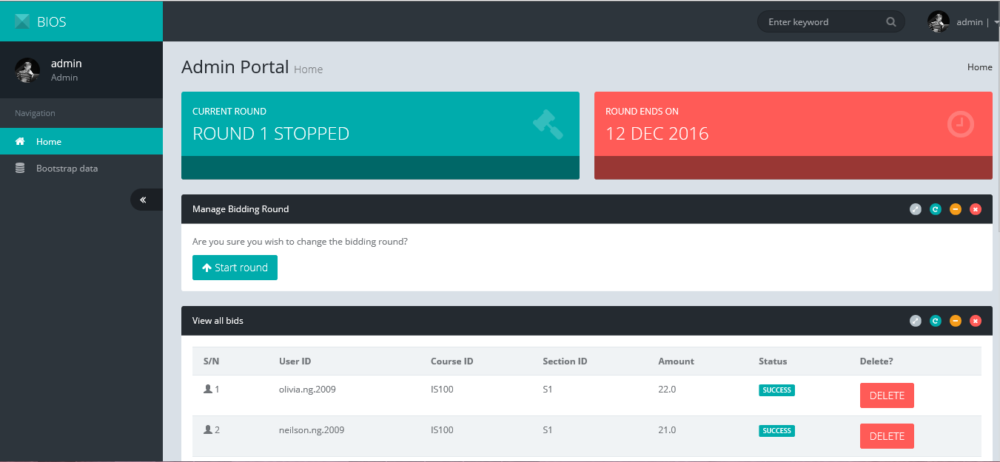 BIOS
Enter keyword
admin |
admin
Admin
Navigation
Home
Bootstrap data
Admin Portal Home
Home
CURRENT ROUND
ROUND 1 STOPPED
ROUND ENDS ON
12 DEC 2016
Manage Bidding Round
Are you sure you wish to change the bidding round?
Start round
View all bids
S/N User ID Course ID Section ID Amount Status Delete?
1 olivia.ng.2009 IS100 S1 22.0 SUCCESS DELETE
2 neilson.ng.2009 IS100 S1 21.0 SUCCESS DELETE